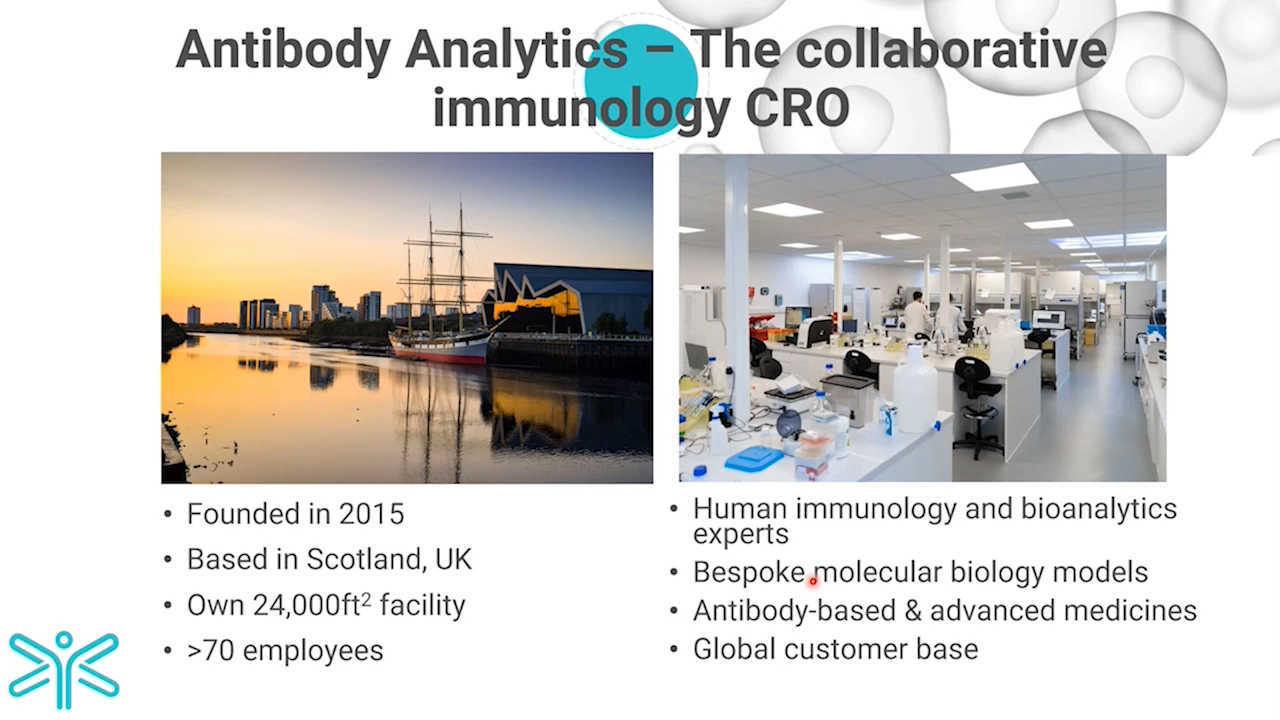 Antibody Analytics – The collaborative
immunology CRO
• Founded in 2015
• Based in Scotland, UK
• Own 24,000ft² facility
• >70 employees
• Human immunology and bioanalytics
experts
• Bespoke molecular biology models
• Antibody-based & advanced medicines
• Global customer base